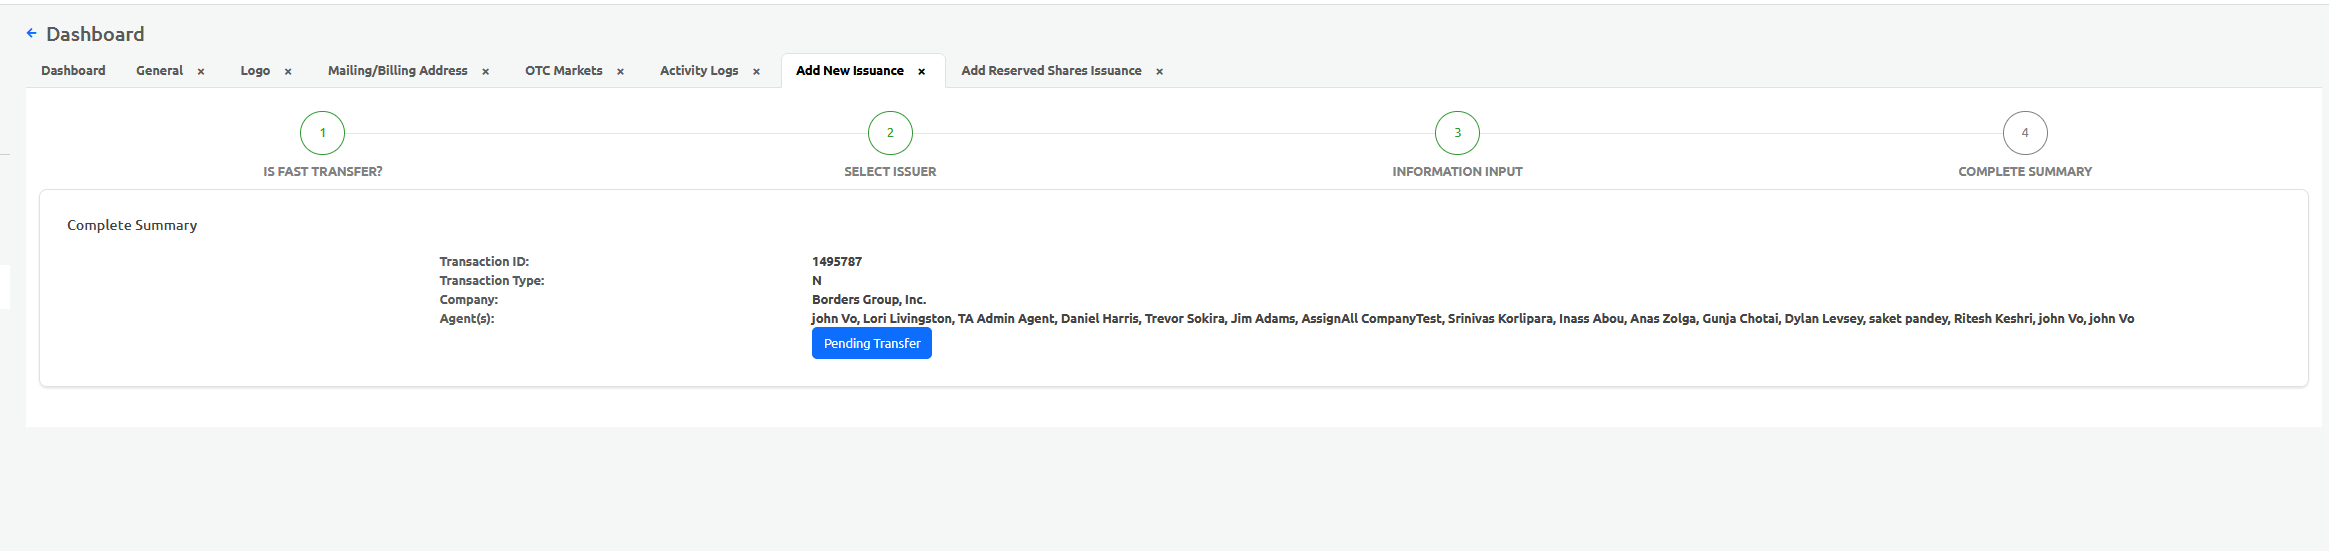 Dashboard
Dashboard General × Logo × Mailing/Billing Address × OTC Markets × Activity Logs × Add New Issuance × Add Reserved Shares Issuance ×
1 2 3 4
IS FAST TRANSFER? SELECT ISSUER INFORMATION INPUT COMPLETE SUMMARY
Complete Summary
Transaction ID: 1495787
Transaction Type: N
Company: Borders Group, Inc.
Agent(s): john Vo, Lori Livingston, TA Admin Agent, Daniel Harris, Trevor Sokira, Jim Adams, AssignAll CompanyTest, Srinivas Korlipara, Inass Abou, Anas Zolga, Gunja Chotai, Dylan Levsey, saket pandey, Ritesh Keshri, john Vo, john Vo
Pending Transfer